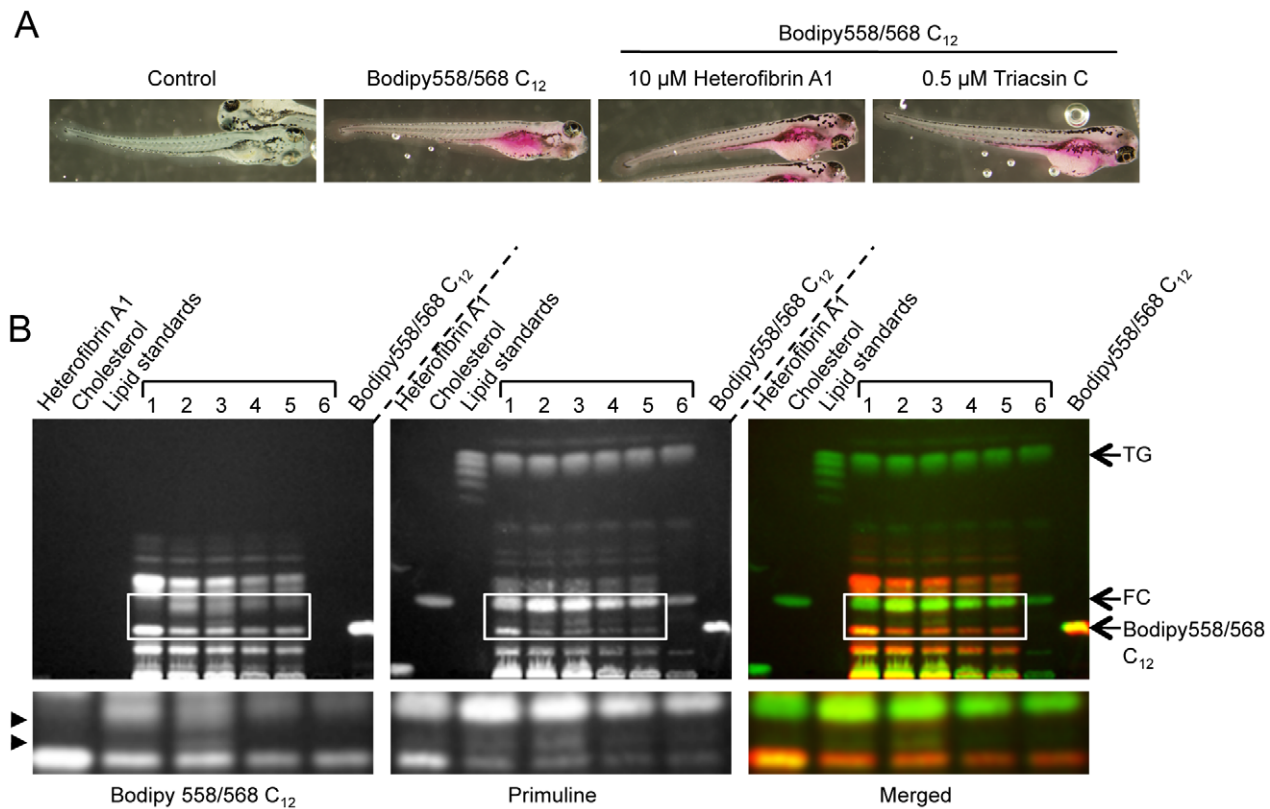 A
Bodipy558/568 C12
Control
Bodipy558/568 C12
10 µM Heterofibrin A1
0.5 µM Triacsin C
B
Heterofibrin A1
Cholesterol
Lipid standards
Bodipy558/568 C12
Heterofibrin A1
Cholesterol
Lipid standards
Bodipy558/568 C12
Heterofibrin A1
Cholesterol
Lipid standards
Bodipy558/568 C12
1 2 3 4 5 6
1 2 3 4 5 6
1 2 3 4 5 6
TG
FC
Bodipy558/568
C12
Bodipy 558/568 C12
Primuline
Merged